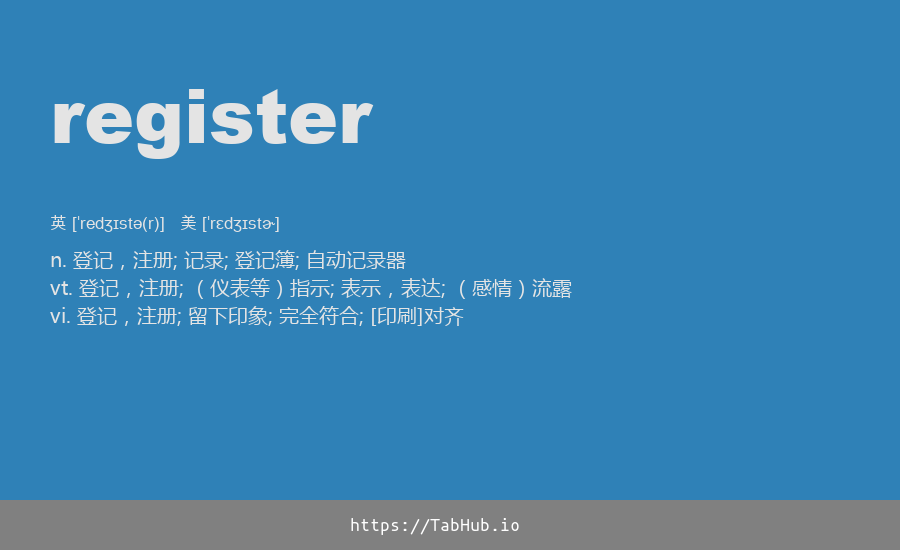 register
英 [ˈredʒɪstə(r)]   美 [ˈrɛdʒɪstɚ]
n. 登记，注册; 记录; 登记簿; 自动记录器
vt. 登记，注册; （仪表等）指示; 表示，表达; （感情）流露
vi. 登记，注册; 留下印象; 完全符合; [印刷]对齐
https://TabHub.io